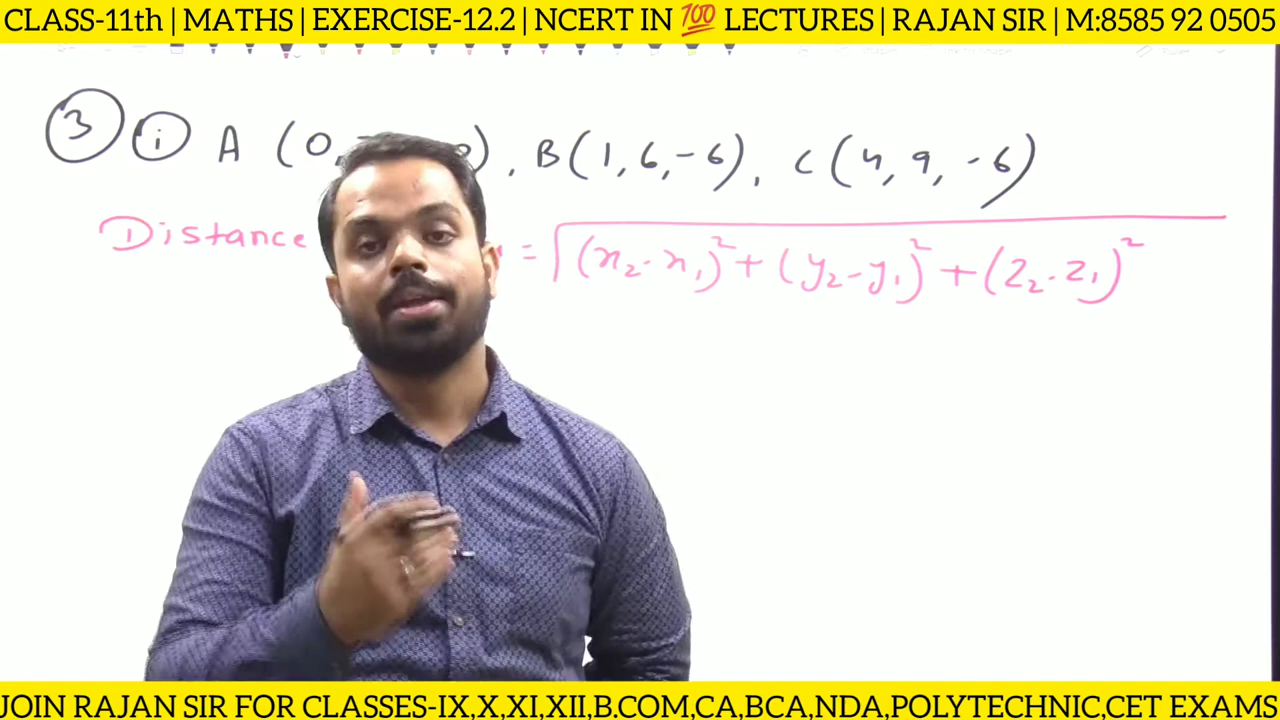 CLASS-11th | MATHS | EXERCISE-12.2 | NCERT IN 💯 LECTURES | RAJAN SIR | M:8585 92 0505
3 i A (0, ), B(1, 6, -6), C(4, 9, -6)
Distance = √(x₂-x₁)² + (y₂-y₁)² + (z₂-z₁)²
JOIN RAJAN SIR FOR CLASSES-IX,X,XI,XII,B.COM,CA,BCA,NDA,POLYTECHNIC,CET EXAMS